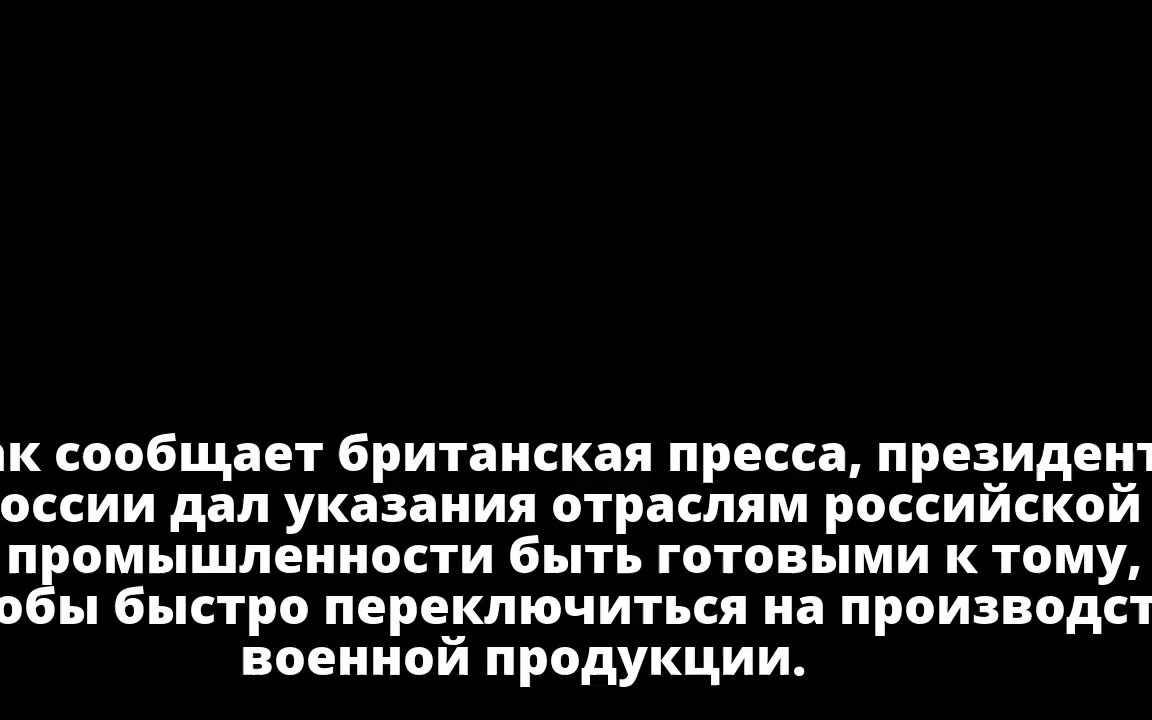 ак сообщает британская пресса, президент
оссии дал указания отраслям российской
промышленности быть готовыми к тому,
обы быстро переключиться на производст
военной продукции.